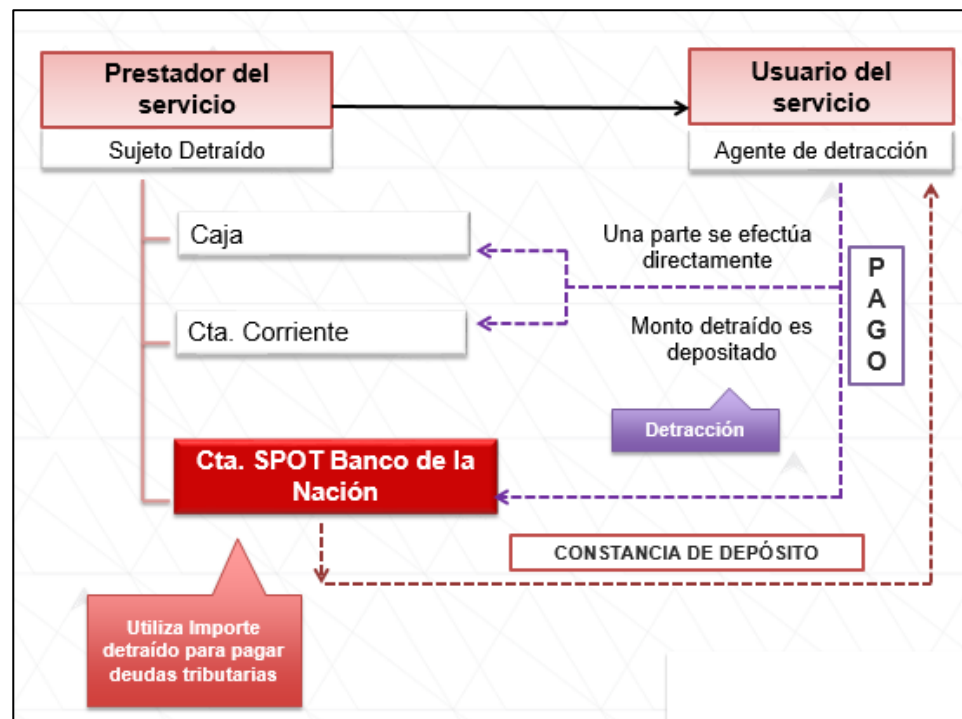 Prestador del
servicio
Sujeto Detraído
Usuario del
servicio
Agente de detracción
Caja
Cta. Corriente
Una parte se efectúa
directamente
Monto detraído es
depositado
P
A
G
O
Detracción
Cta. SPOT Banco de la
Nación
CONSTANCIA DE DEPÓSITO
Utiliza Importe
detraído para pagar
deudas tributarias